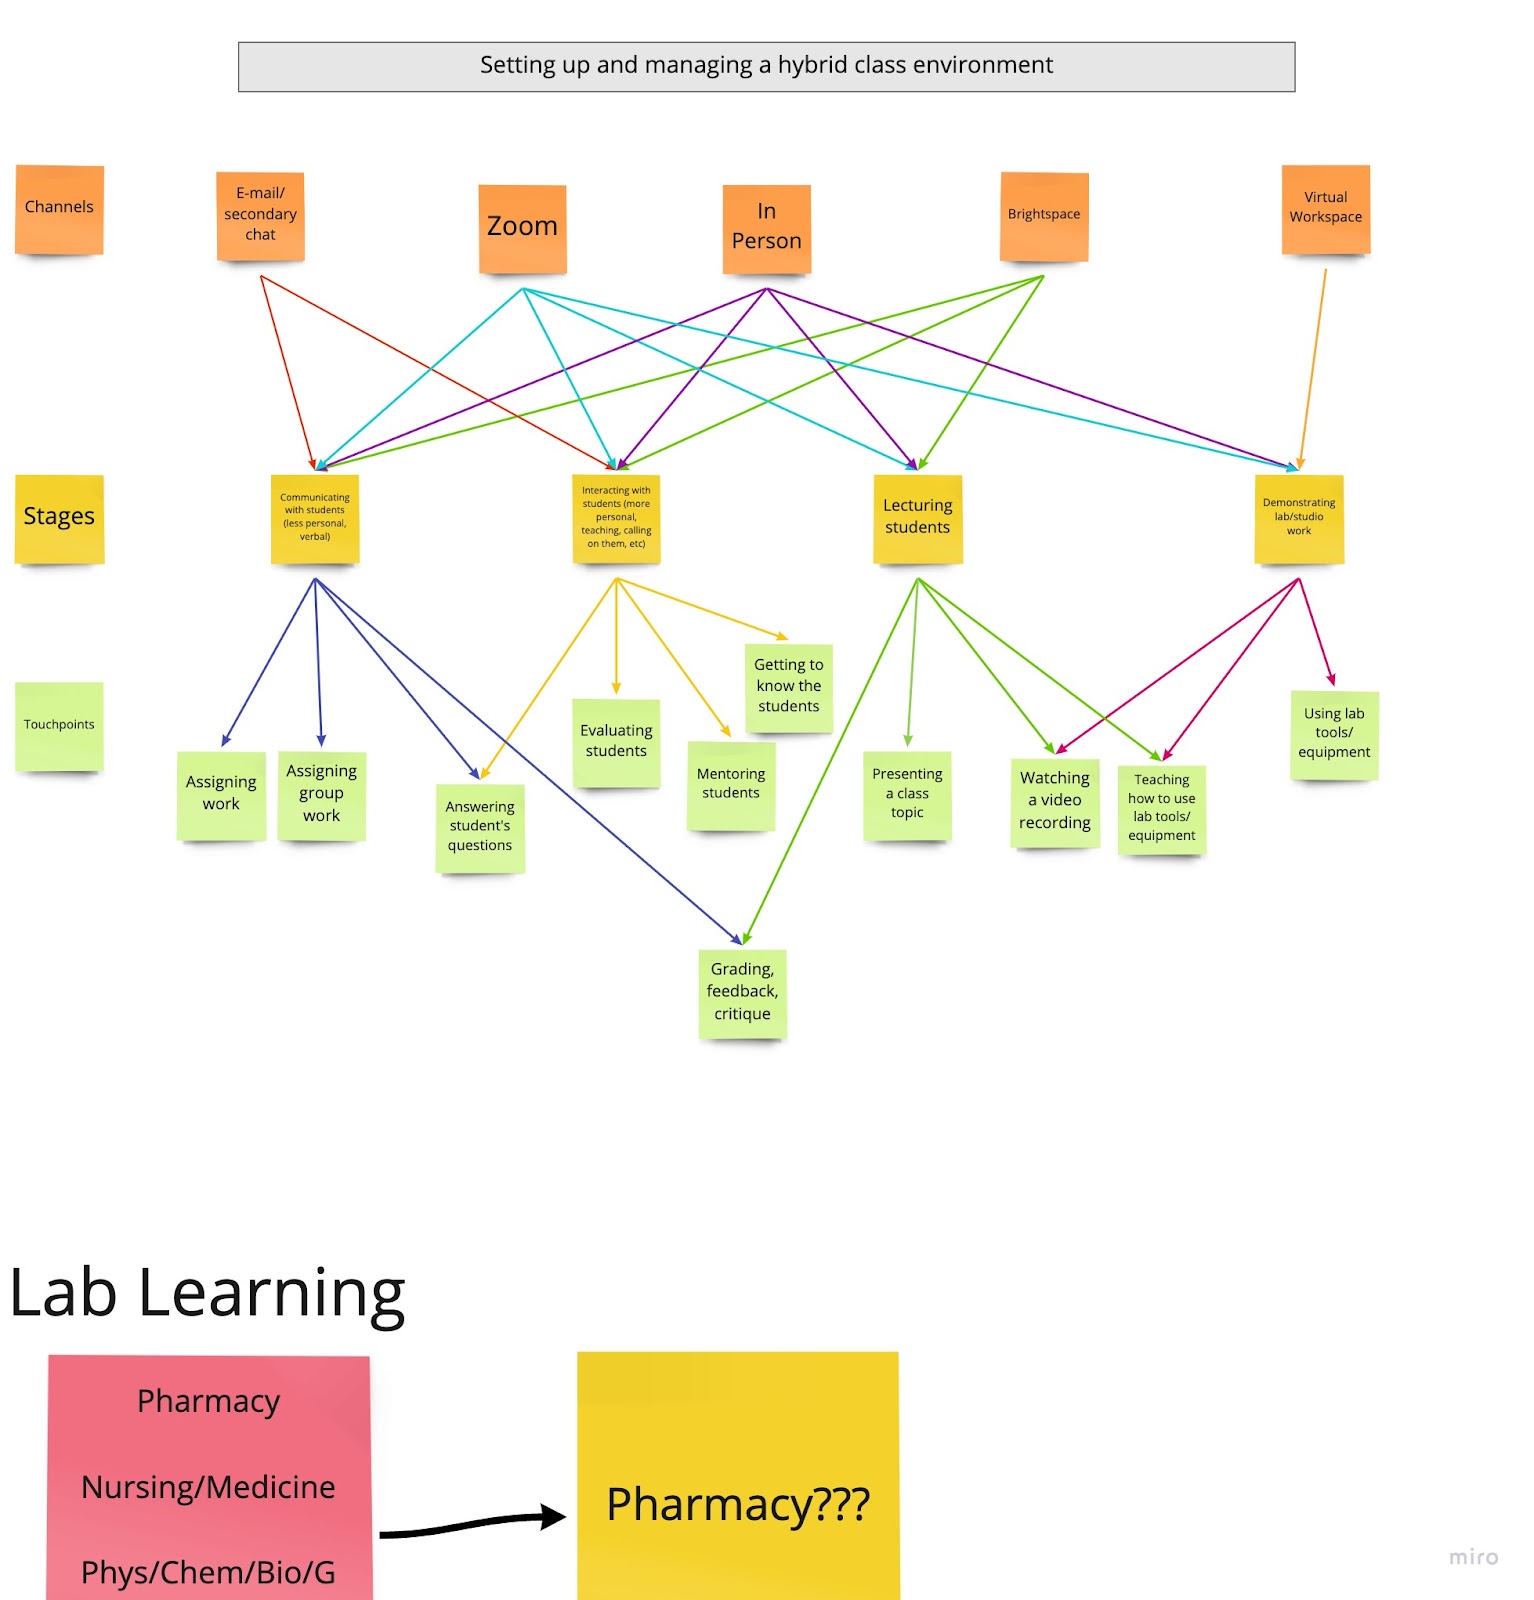 Setting up and managing a hybrid class environment
Channels
E-mail/
secondary
chat
Zoom
In
Person
Brightspace
Virtual
Workspace
Stages
Communicating
with students
(less personal,
verbal)
Interacting with
students (more
personal,
teaching, calling
on them, etc)
Lecturing
students
Demonstrating
lab/studio
work
Touchpoints
Assigning
work
Assigning
group
work
Answering
student's
questions
Evaluating
students
Mentoring
students
Getting to
know the
students
Presenting
a class
topic
Watching
a video
recording
Teaching
how to use
lab tools/
equipment
Using lab
tools/
equipment
Grading,
feedback,
critique
Lab Learning
Pharmacy
Nursing/Medicine
Phys/Chem/Bio/G
Pharmacy???
miro